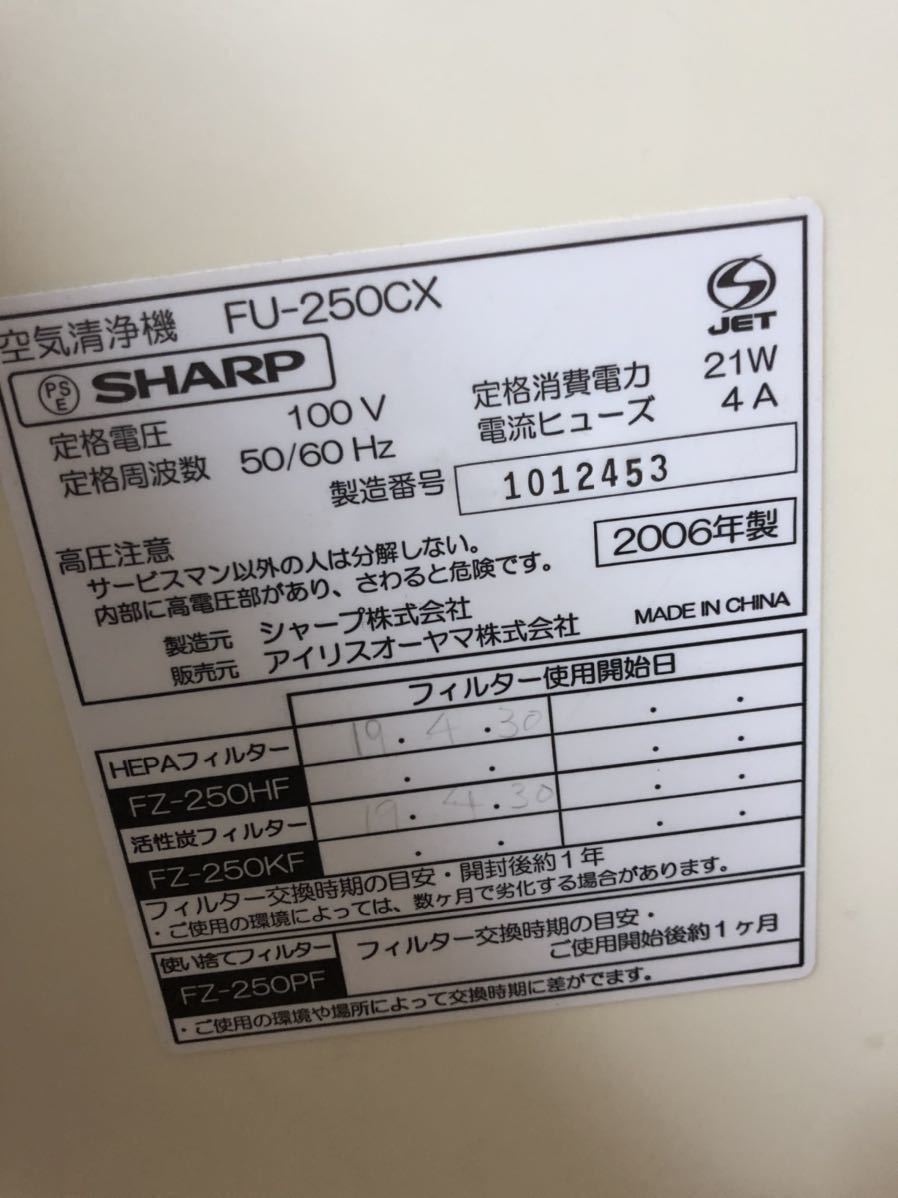 空気清浄機 FU-250CX
JET
PS
E
SHARP
定格電圧 100 V
定格消費電力 21W
定格周波数 50/60 Hz
電流ヒューズ 4 A
製造番号 1012453
高圧注意
2006年製
サービスマン以外の人は分解しない。
内部に高電圧部があり、さわると危険です。
製造元 シャープ株式会社
販売元 アイリスオーヤマ株式会社
MADE IN CHINA
フィルター使用開始日
HEPAフィルター 19. 4 .30 . .
FZ-250HF . . . .
活性炭フィルター 19. 4.30 . .
FZ-250KF . . . .
フィルター交換時期の目安・開封後約1年
・ご使用の環境によっては、数ヶ月で劣化する場合があります。
使い捨てフィルター
FZ-250PF
フィルター交換時期の目安・
ご使用開始後約1ヶ月
・ご使用の環境や場所によって交換時期に差がでます。